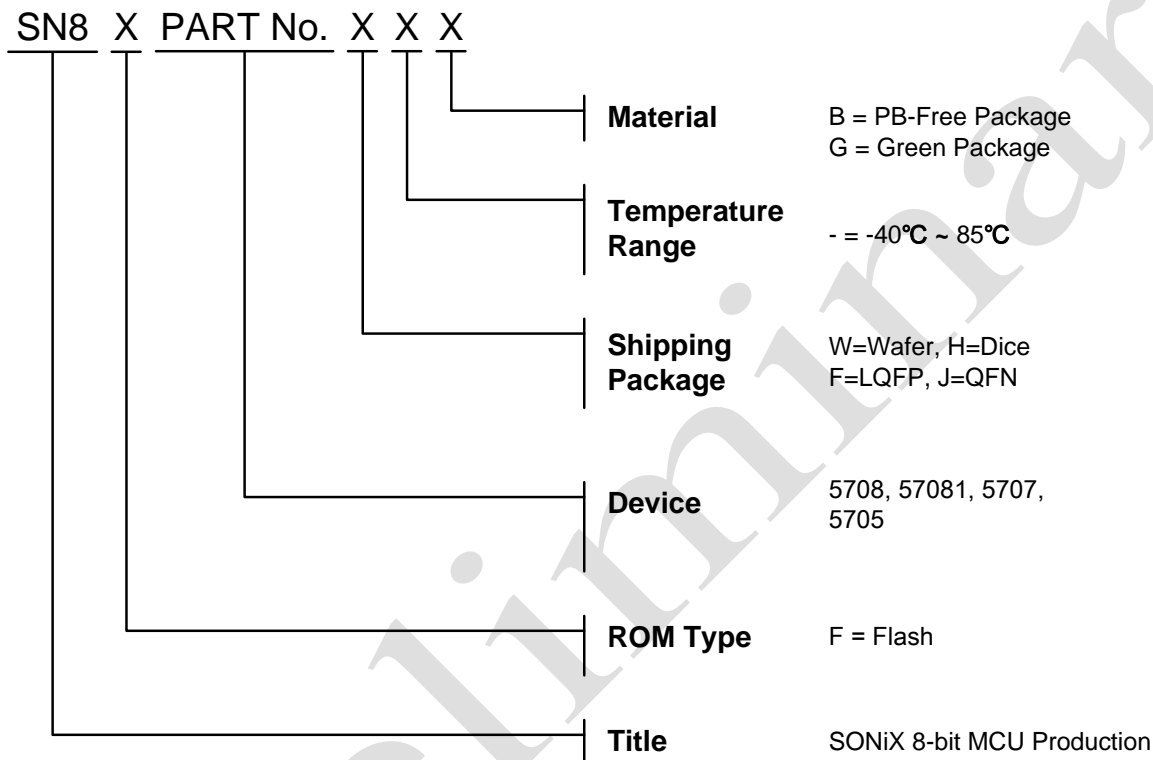 SN8 X PART No. X X X
Material
B = PB-Free Package
G = Green Package
Temperature
Range
- = -40℃ ~ 85℃
Shipping
Package
W=Wafer, H=Dice
F=LQFP, J=QFN
Device
5708, 57081, 5707,
5705
ROM Type
F = Flash
Title
SONiX 8-bit MCU Production
liminar